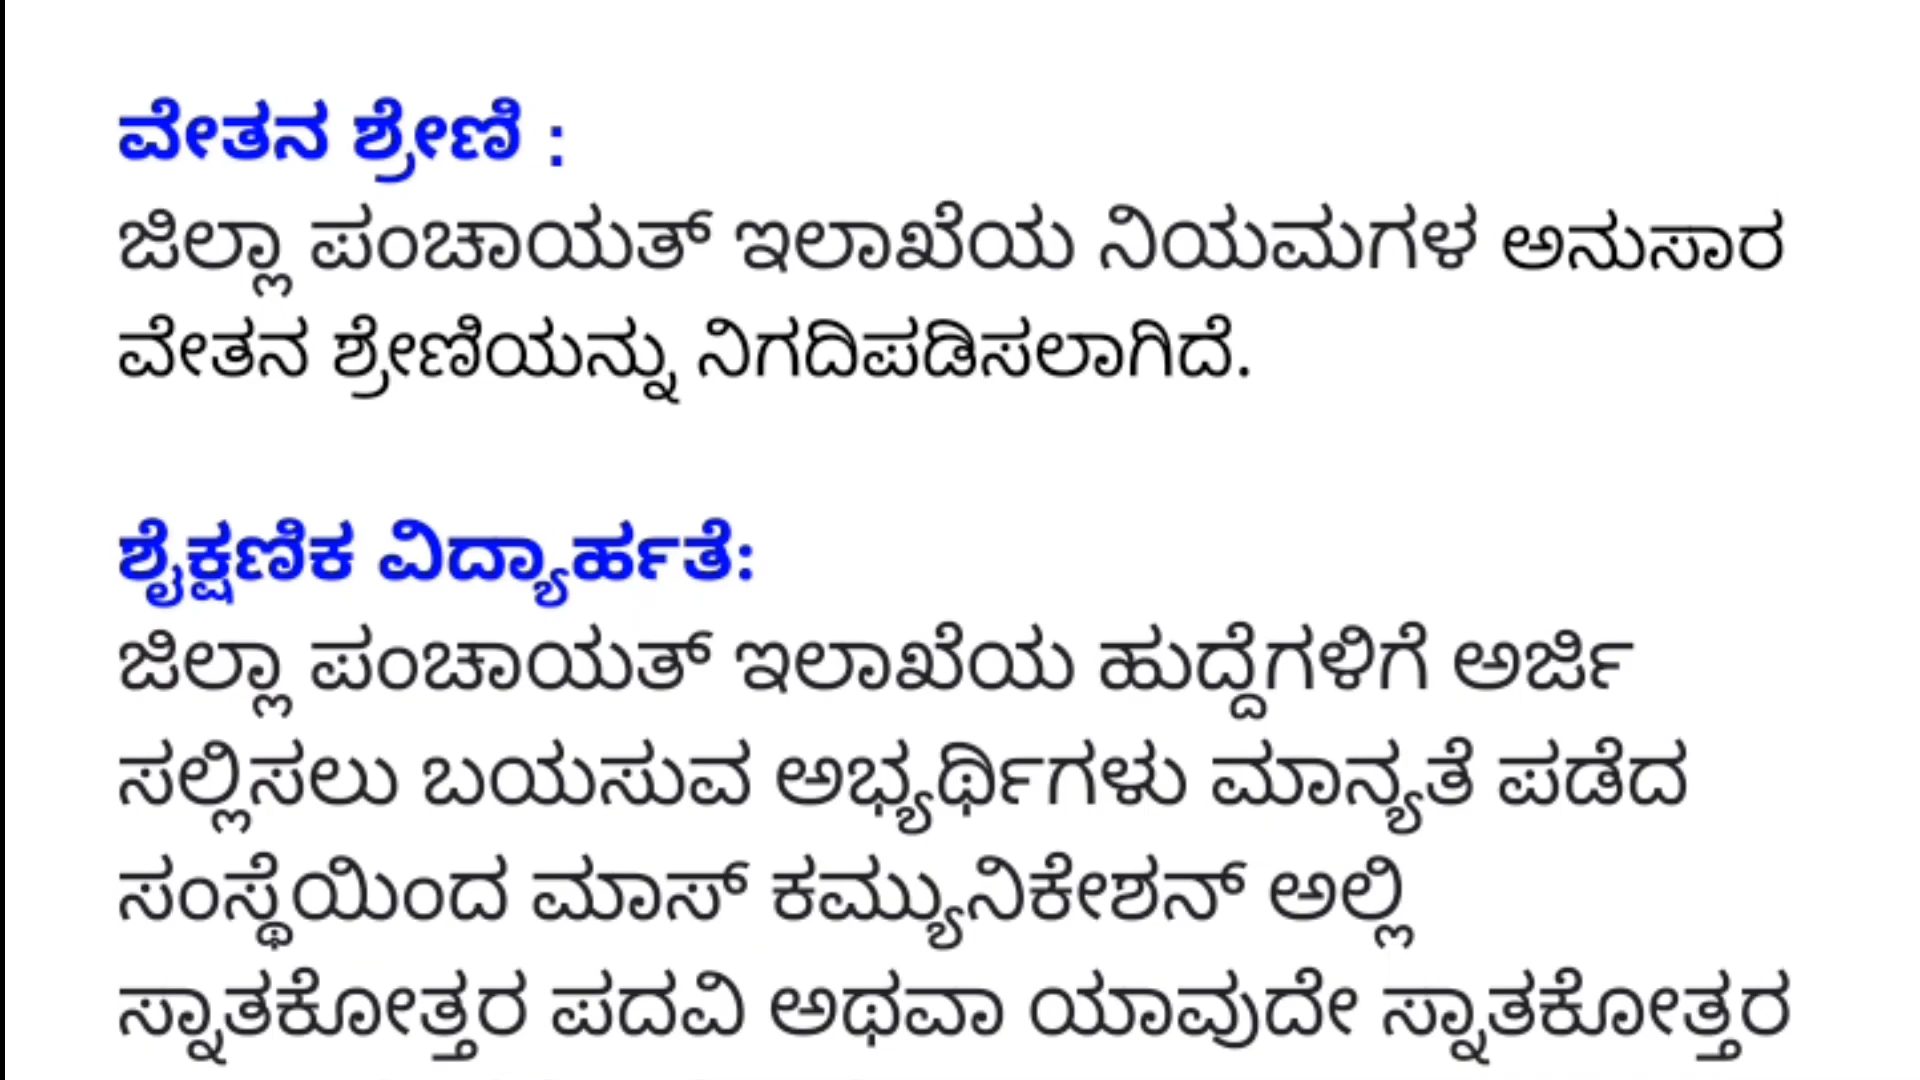 ವೇತನ ಶ್ರೇಣಿ :
ಜಿಲ್ಲಾ ಪಂಚಾಯತ್ ಇಲಾಖೆಯ ನಿಯಮಗಳ ಅನುಸಾರ
ವೇತನ ಶ್ರೇಣಿಯನ್ನು ನಿಗದಿಪಡಿಸಲಾಗಿದೆ.
ಶೈಕ್ಷಣಿಕ ವಿದ್ಯಾರ್ಹತೆ:
ಜಿಲ್ಲಾ ಪಂಚಾಯತ್ ಇಲಾಖೆಯ ಹುದ್ದೆಗಳಿಗೆ ಅರ್ಜಿ
ಸಲ್ಲಿಸಲು ಬಯಸುವ ಅಭ್ಯರ್ಥಿಗಳು ಮಾನ್ಯತೆ ಪಡೆದ
ಸಂಸ್ಥೆಯಿಂದ ಮಾಸ್ ಕಮ್ಯುನಿಕೇಶನ್ ಅಲ್ಲಿ
ಸ್ನಾತಕೋತ್ತರ ಪದವಿ ಅಥವಾ ಯಾವುದೇ ಸ್ನಾತಕೋತ್ತರ